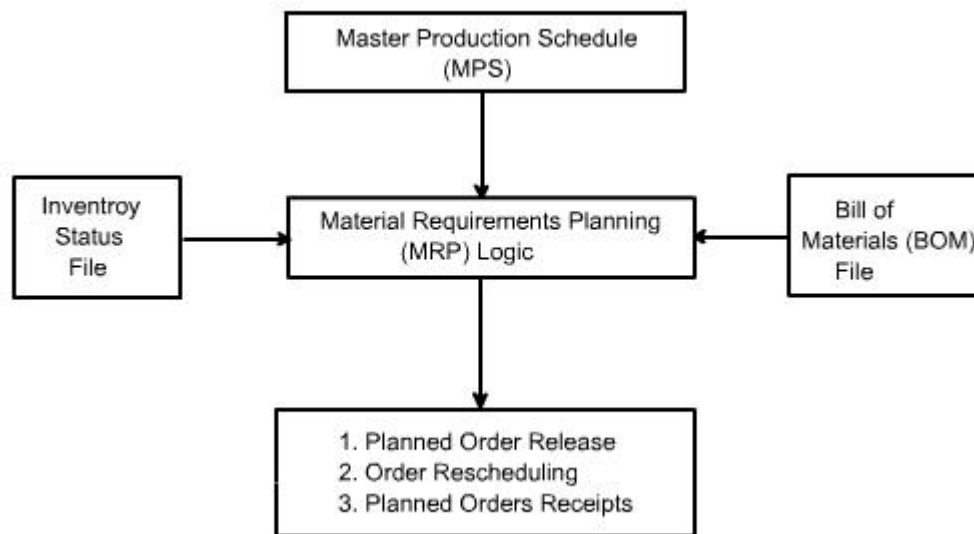 Master Production Schedule
(MPS)
Inventroy
Status
File
Material Requirements Planning
(MRP) Logic
Bill of
Materials (BOM)
File
1. Planned Order Release
2. Order Rescheduling
3. Planned Orders Receipts